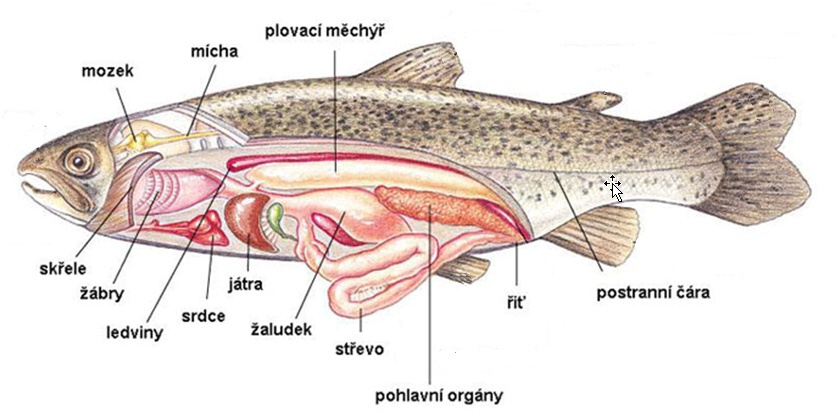 plovací měchýř
mícha
mozek
skřele
žábry
ledviny
srdce
játra
žaludek
střevo
pohlavní orgány
řiť
postranní čára